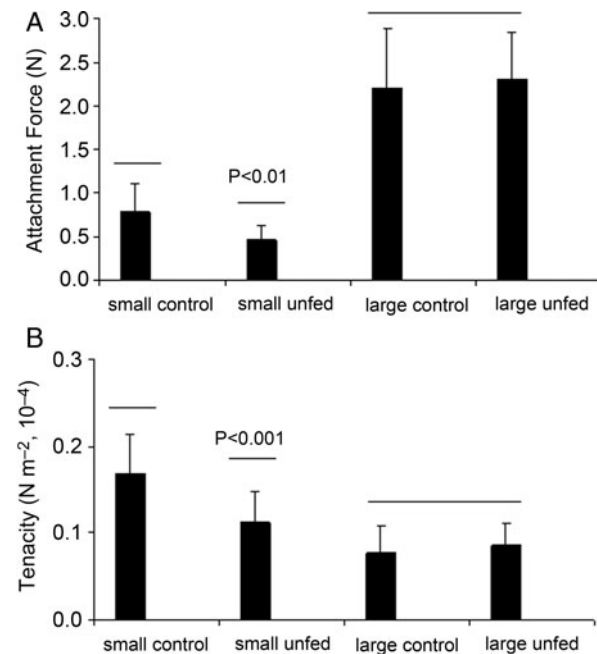 A
Attachment Force (N)
3.0
2.5
2.0
1.5
1.0
0.5
0.0
P<0.01
small control
small unfed
large control
large unfed
B
Tenacity (N m⁻², 10⁻⁴)
0.3
0.2
0.1
0.0
P<0.001
small control
small unfed
large control
large unfed